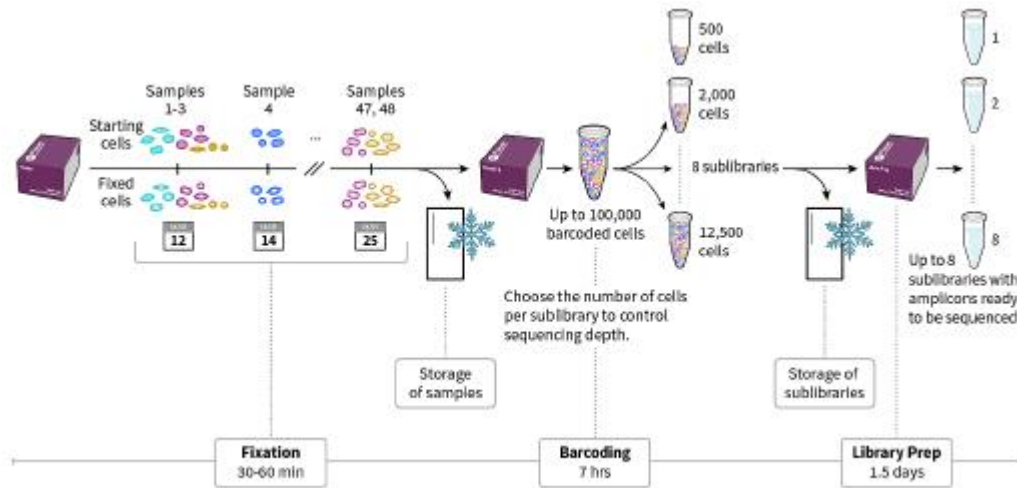 Samples
1-3
Sample
4
...
Samples
47, 48
Starting
cells
Fixed
cells
12
14
25
Up to 100,000
barcoded cells
500
cells
2,000
cells
8 sublibraries
12,500
cells
1
2
8
Up to 8
sublibraries with
amplicons ready
to be sequenced
Choose the number of cells
per sublibrary to control
sequencing depth.
Storage
of samples
Storage of
sublibraries
Fixation
30-60 min
Barcoding
7 hrs
Library Prep
1.5 days